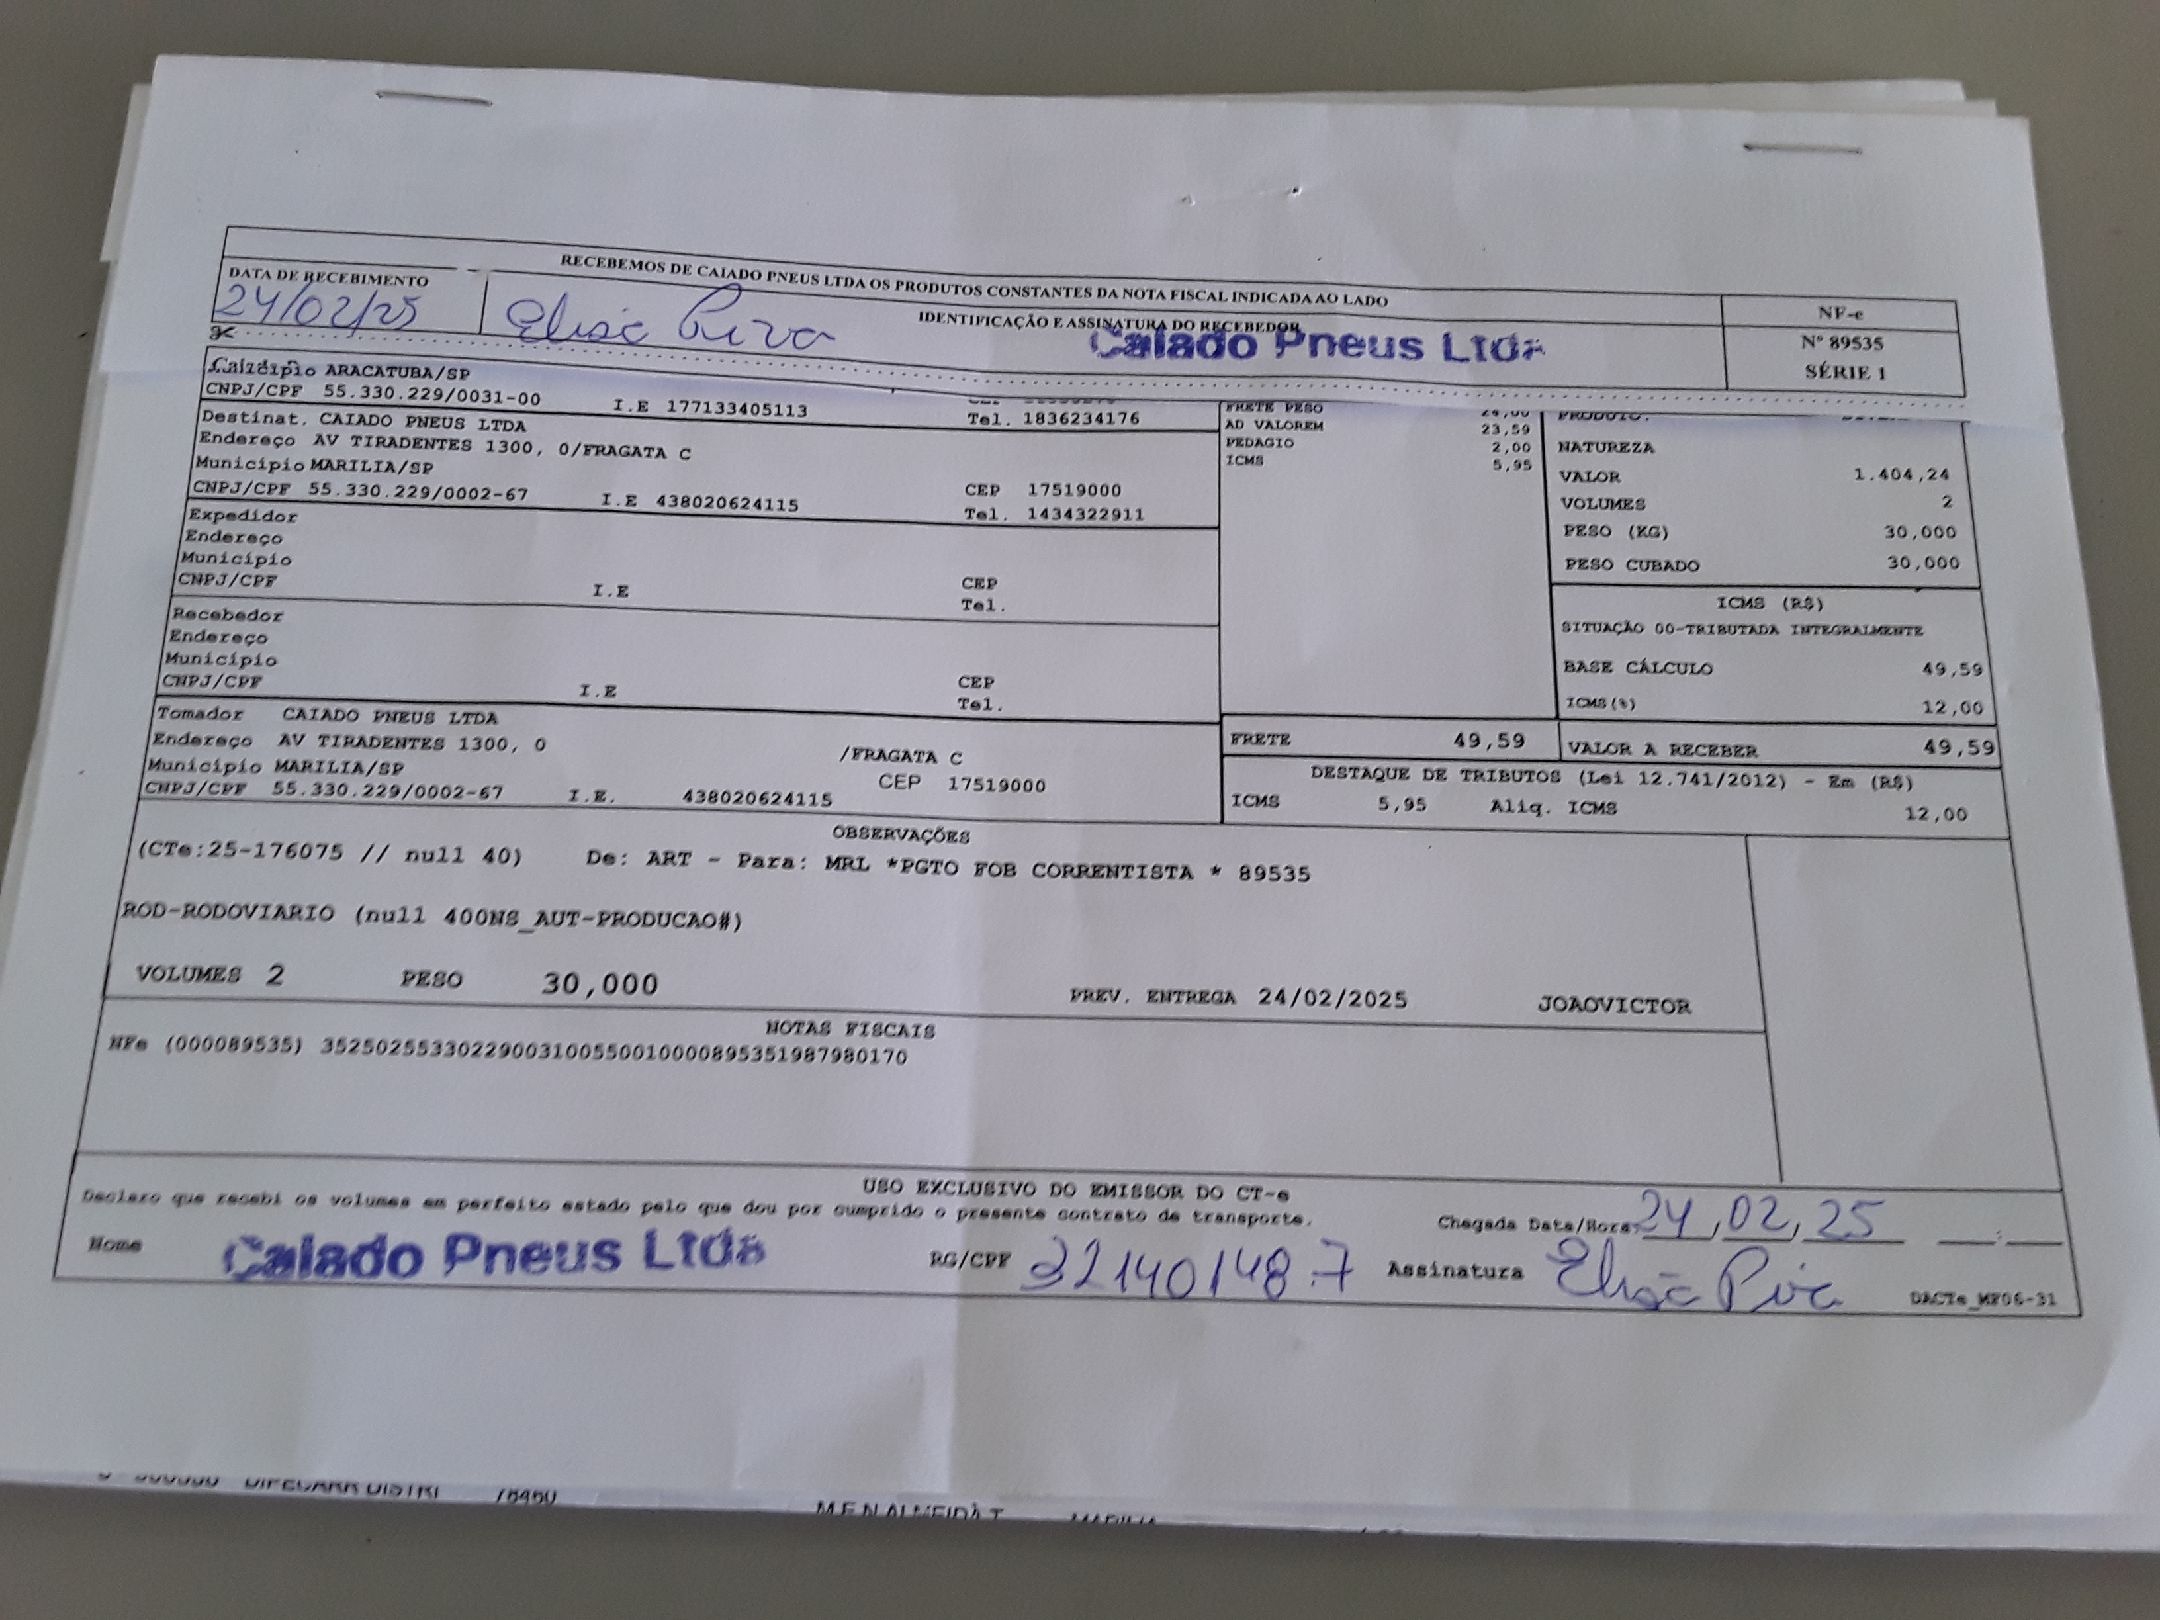 RECEBEMOS DE CAIADO PNEUS LTDA OS PRODUTOS CONSTANTES DA NOTA FISCAL INDICADA AO LADO
DATA DE RECEBIMENTO
24/02/25
IDENTIFICAÇÃO E ASSINATURA DO RECEBEDOR
Caiado Pneus Ltda
NF-e
Nº 89535
SÉRIE 1
ARACATUBA/SP
CNPJ/CPF 55.330.229/0031-00 I.E 177133405113 Tel. 1836234176
Destinat. CAIADO PNEUS LTDA
Endereço AV TIRADENTES 1300, 0/FRAGATA C
Município MARILIA/SP
CNPJ/CPF 55.330.229/0002-67 I.E 438020624115
CEP 17519000
Tel. 1434322911
Expedidor
Endereço
Município
CNPJ/CPF I.E
CEP
Tel.
Recebedor
Endereço
Município
CNPJ/CPF I.E
CEP
Tel.
Tomador CAIADO PNEUS LTDA
Endereço AV TIRADENTES 1300, 0 /FRAGATA C
Município MARILIA/SP CEP 17519000
CNPJ/CPF 55.330.229/0002-67 I.E. 438020624115
FRETE PESO 24,00
AD VALOREM 23,59
PEDAGIO 2,00
ICMS 5,95
PRODUTO.
NATUREZA
VALOR 1.404,24
VOLUMES 2
PESO (KG) 30,000
PESO CUBADO 30,000
ICMS (R$)
SITUAÇÃO 00-TRIBUTADA INTEGRALMENTE
BASE CÁLCULO 49,59
ICMS(%) 12,00
FRETE 49,59
VALOR A RECEBER 49,59
DESTAQUE DE TRIBUTOS (Lei 12.741/2012) - Em (R$)
ICMS 5,95 Aliq. ICMS 12,00
OBSERVAÇÕES
(CTe:25-176075 // null 40) De: ART - Para: MRL *PGTO FOB CORRENTISTA * 89535
ROD-RODOVIARIO (null 400NS_AUT-PRODUCAO#)
VOLUMES 2 PESO 30,000 PREV. ENTREGA 24/02/2025 JOAOVICTOR
NOTAS FISCAIS
NFe (000089535) 35250255330229003100550010000895351987980170
USO EXCLUSIVO DO EMISSOR DO CT-e
Declaro que recebi os volumes em perfeito estado pelo que dou por cumprido o presente contrato de transporte.
Chegada Data/Hora: 24,02,25 __:__
Nome Caiado Pneus Ltda RG/CPF 32140148.7 Assinatura
DACTe_MF06-31
DIPECARR DISTRI 78460 M.E.N ALMEIDA T MARILIA